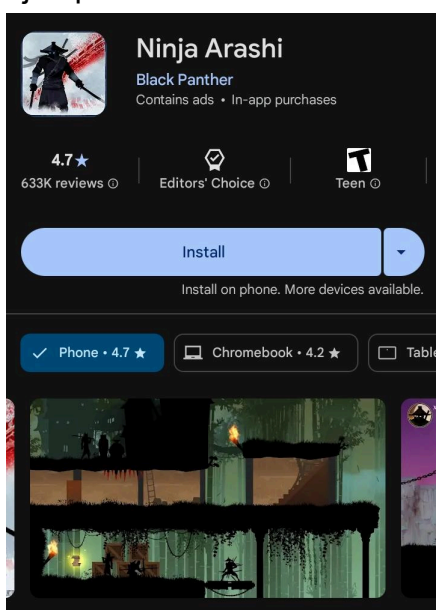 Ninja Arashi
Black Panther
Contains ads • In-app purchases
4.7★
633K reviews
Editors' Choice
T
Teen
Install
Install on phone. More devices available.
Phone • 4.7 ★
Chromebook • 4.2 ★
Table